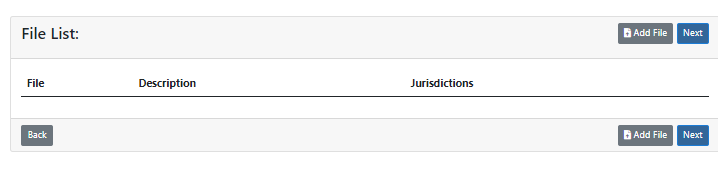 File List:
Add File Next
File Description Jurisdictions
Back Add File Next